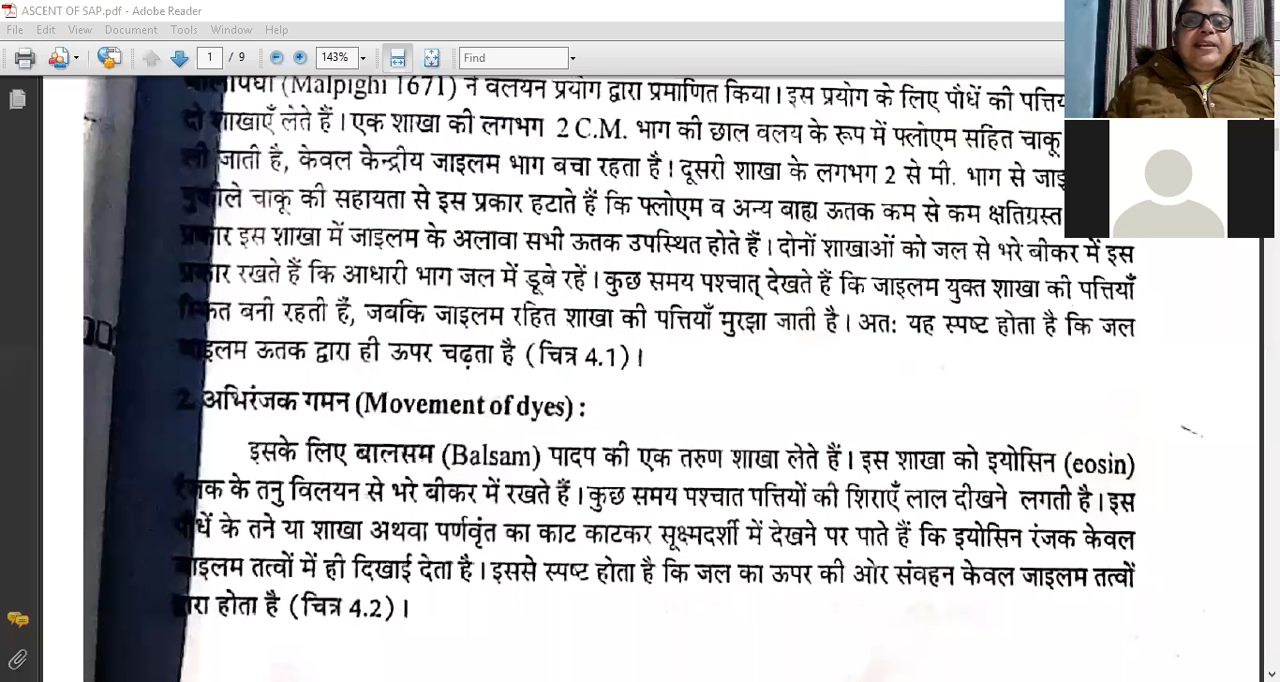 ASCENT OF SAP.pdf - Adobe Reader
File Edit View Document Tools Window Help
1 / 9 143% Find
(Malpighi 1671) ने वलयन प्रयोग द्वारा प्रमाणित किया। इस प्रयोग के लिए पौधें की
शाखाएँ लेते हैं। एक शाखा की लगभग 2 C.M. भाग की छाल वलय के रूप में फ्लोएम सहित चाकू
जाती है, केवल केन्द्रीय जाइलम भाग बचा रहता है। दूसरी शाखा के लगभग 2 से मी. भाग से
चाकू की सहायता से इस प्रकार हटाते हैं कि फ्लोएम व अन्य बाह्य ऊतक कम से कम क्षतिग्रस्त
इस शाखा में जाइलम के अलावा सभी ऊतक उपस्थित होते हैं। दोनों शाखाओं को जल से भरे बीकर में इस
रखते हैं कि आधारी भाग जल में डूबे रहें। कुछ समय पश्चात् देखते हैं कि जाइलम युक्त शाखा की पत्तियाँ
बनी रहती हैं, जबकि जाइलम रहित शाखा की पत्तियाँ मुरझा जाती है। अत: यह स्पष्ट होता है कि जल
ऊतक द्वारा ही ऊपर चढ़ता है (चित्र 4.1)।
2. अभिरंजक गमन (Movement of dyes) :
इसके लिए बालसम (Balsam) पादप की एक तरुण शाखा लेते हैं। इस शाखा को इयोसिन (eosin)
के तनु विलयन से भरे बीकर में रखते हैं। कुछ समय पश्चात पत्तियों की शिराएँ लाल दीखने लगती है। इस
के तने या शाखा अथवा पर्णवृंत का काट काटकर सूक्ष्मदर्शी में देखने पर पाते हैं कि इयोसिन रंजक केवल
तत्वों में ही दिखाई देता है। इससे स्पष्ट होता है कि जल का ऊपर की ओर संवहन केवल जाइलम तत्वों
होता है (चित्र 4.2)।